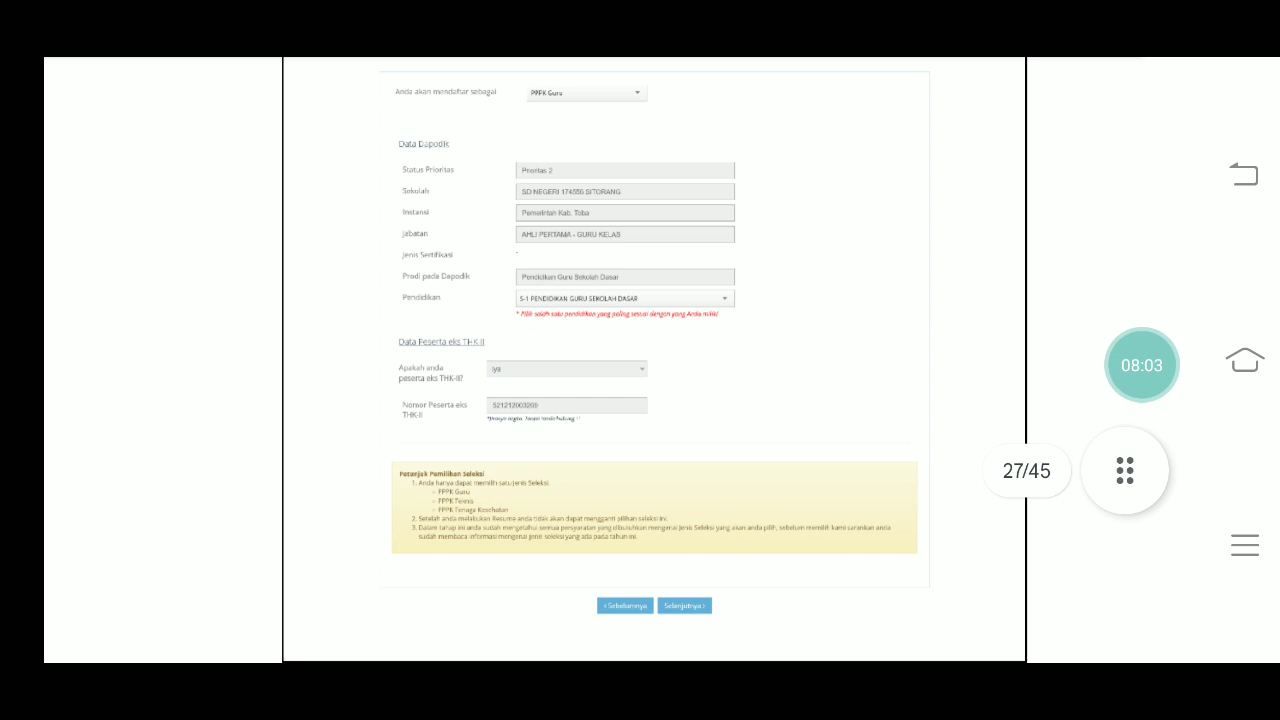 Anda akan mendaftar sebagai PPPK Guru
Data Dapodik
Status Prioritas Prioritas 2
Sekolah SD NEGERI 174556 SITORANG
Instansi Pemerintah Kab. Toba
Jabatan AHLI PERTAMA - GURU KELAS
Jenis Sertifikasi -
Prodi pada Dapodik Pendidikan Guru Sekolah Dasar
Pendidikan S-1 PENDIDIKAN GURU SEKOLAH DASAR
* Pilih salah satu pendidikan yang paling sesuai dengan yang Anda miliki
Data Peserta eks THK-II
Apakah anda
peserta eks THK-II? Iya
Nomor Peserta eks
THK-II
08:03
27/45
Petunjuk Pemilihan Seleksi
1. Anda hanya dapat memilih satu jenis Seleksi.
PPPK Guru
PPPK Teknis
PPPK Tenaga Kesehatan
2. Setelah anda melakukan Resume anda tidak akan dapat mengganti pilihan seleksi ini.
3. Dalam tahap ini anda sudah mengetahui semua persyaratan yang dibutuhkan mengenai Jenis Seleksi yang akan anda pilih, sebelum memilih kami sarankan anda
sudah membaca informasi mengenai jenis seleksi yang ada pada tahun ini.
< Sebelumnya Selanjutnya >